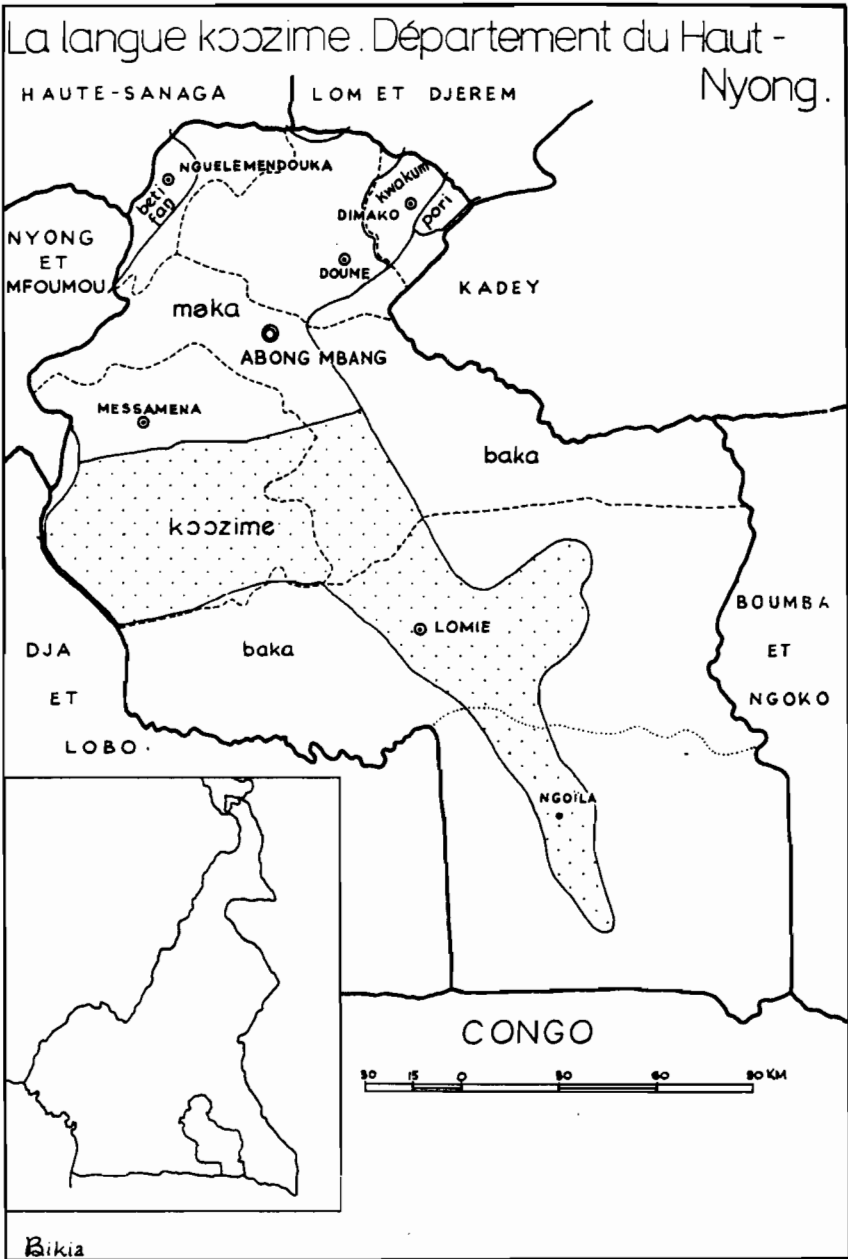 La langue kɔɔzime. Département du Haut-
Nyong.
HAUTE-SANAGA
LOM ET DJEREM
NGUELEMENDOUKA
beti
fan
kwakum
DIMAKO
pori
NYONG
ET
MFOUMOU
DOUME
KADEY
məka
ABONG MBANG
MESSAMENA
baka
kɔɔzime
BOUMBA
ET
NGOKO
LOMIE
DJA
ET
LOBO.
baka
NGOÏLA
CONGO
30 15 0 30 60 90 KM
Bikia